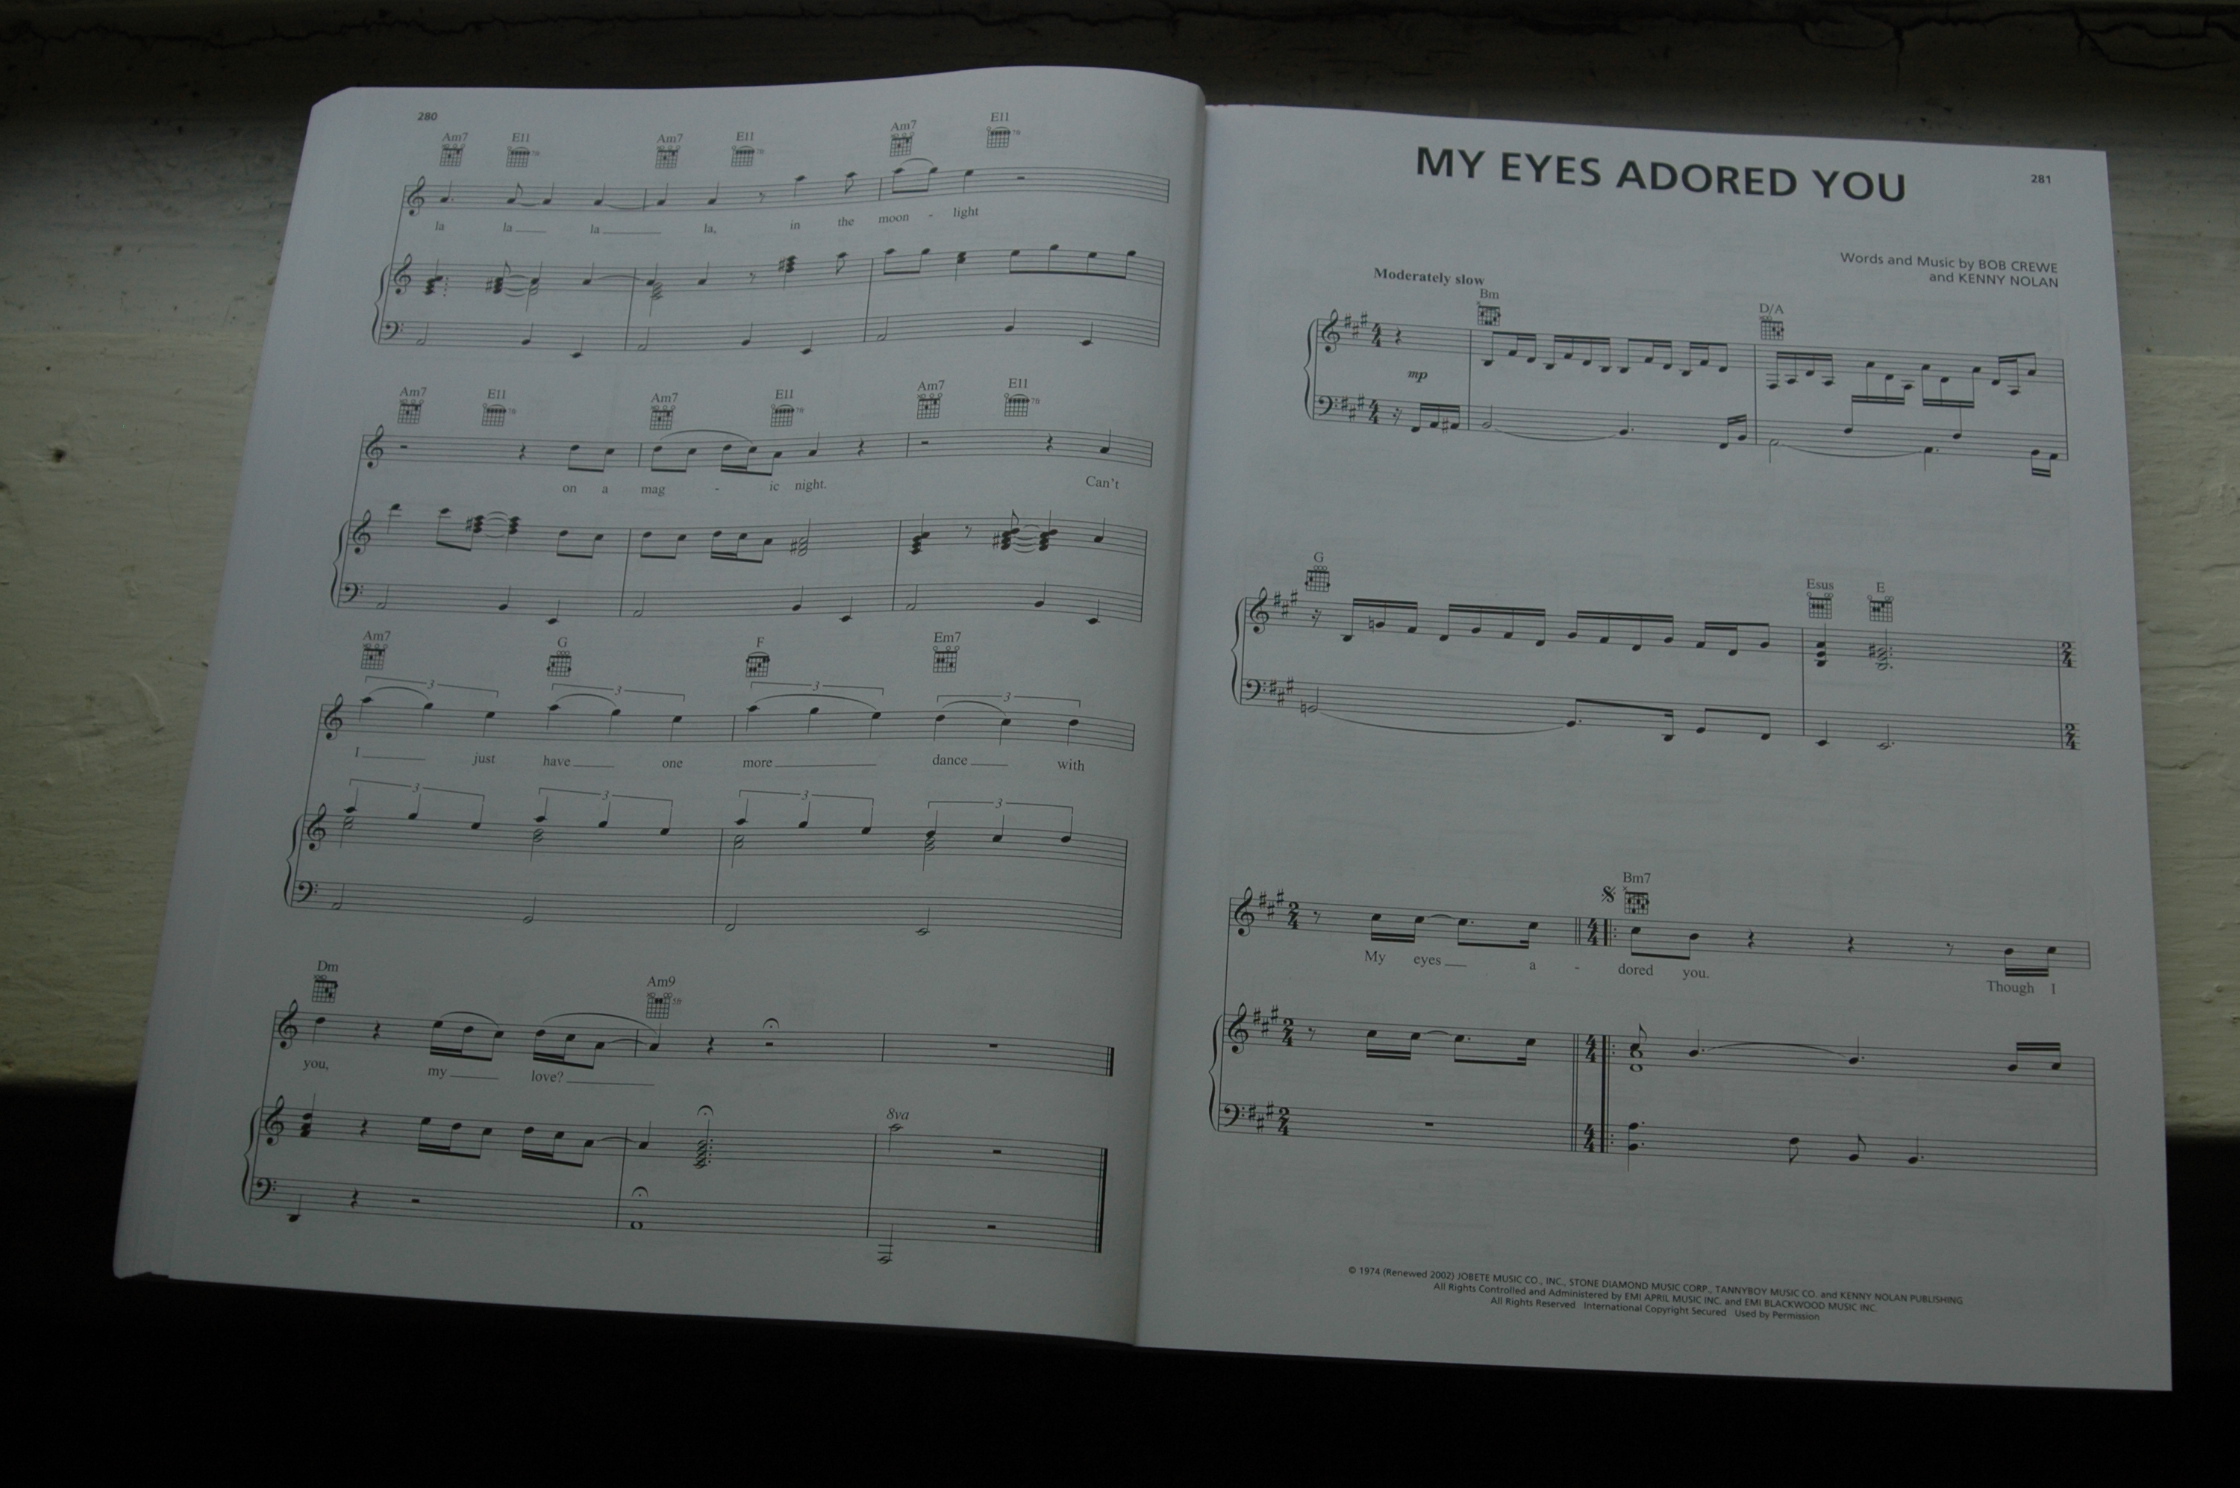 280
Am7 E11 Am7 E11 Am7 E11
la la la la, in the moon - light
Am7 E11 Am7 E11 Am7 E11
on a mag - ic night. Can't
Am7 G F Em7
3 3 3 3
I just have one more dance with
3 3 3 3
Dm Am9
you, my love?
8va
MY EYES ADORED YOU
281
Words and Music by BOB CREWE
and KENNY NOLAN
Moderately slow
Bm D/A
mp
G Esus E
Bm7
My eyes a - dored you. Though I
© 1974 (Renewed 2002) JOBETE MUSIC CO., INC., STONE DIAMOND MUSIC CORP., TANNYBOY MUSIC CO. and KENNY NOLAN PUBLISHING
All Rights Controlled and Administered by EMI APRIL MUSIC INC. and EMI BLACKWOOD MUSIC INC.
All Rights Reserved International Copyright Secured Used by Permission